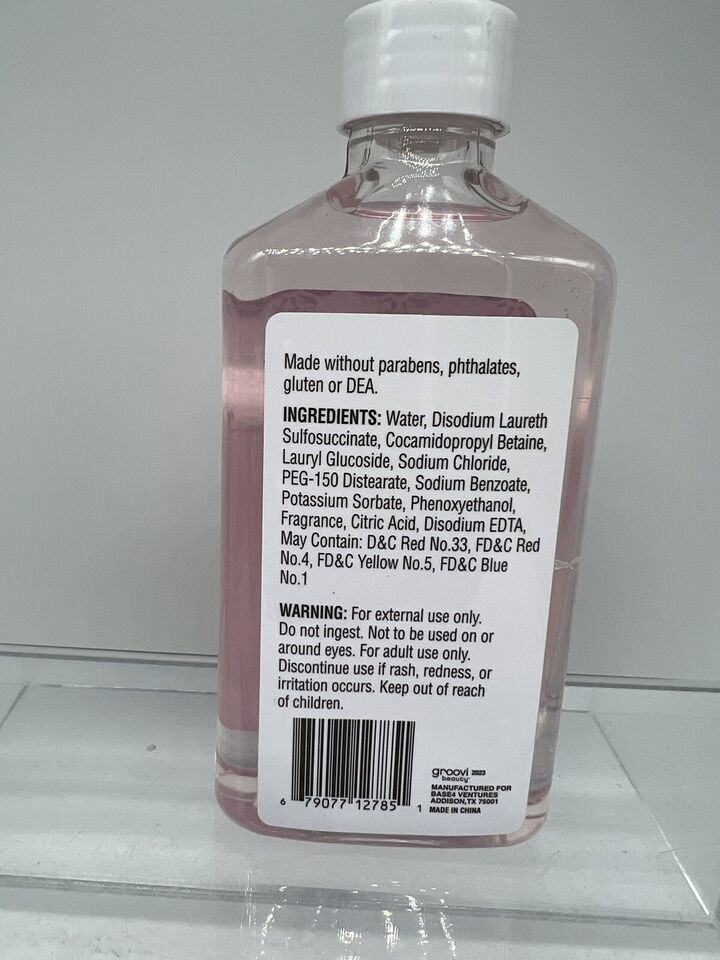 Made without parabens, phthalates,
gluten or DEA.
INGREDIENTS: Water, Disodium Laureth
Sulfosuccinate, Cocamidopropyl Betaine,
Lauryl Glucoside, Sodium Chloride,
PEG-150 Distearate, Sodium Benzoate,
Potassium Sorbate, Phenoxyethanol,
Fragrance, Citric Acid, Disodium EDTA,
May Contain: D&C Red No.33, FD&C Red
No.4, FD&C Yellow No.5, FD&C Blue
No.1
WARNING: For external use only.
Do not ingest. Not to be used on or
around eyes. For adult use only.
Discontinue use if rash, redness, or
irritation occurs. Keep out of reach
of children.
6 79077 12785 1
groovi 2023
beauty™
MANUFACTURED FOR
BASE4 VENTURES
ADDISON,TX 75001
MADE IN CHINA